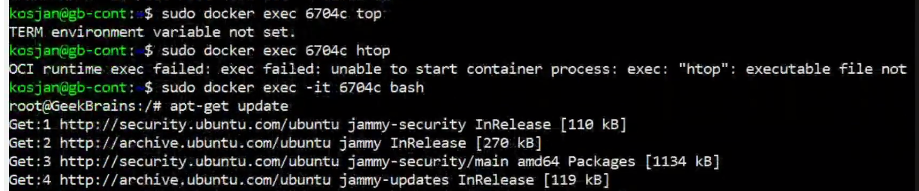 kosjan@gb-cont: $ sudo docker exec 6704c top
TERM environment variable not set.
kosjan@gb-cont: $ sudo docker exec 6704c htop
OCI runtime exec failed: exec failed: unable to start container process: exec: "htop": executable file not
kosjan@gb-cont: $ sudo docker exec -it 6704c bash
root@GeekBrains:/# apt-get update
Get:1 http://security.ubuntu.com/ubuntu jammy-security InRelease [110 kB]
Get:2 http://archive.ubuntu.com/ubuntu jammy InRelease [270 kB]
Get:3 http://security.ubuntu.com/ubuntu jammy-security/main amd64 Packages [1134 kB]
Get:4 http://archive.ubuntu.com/ubuntu jammy-updates InRelease [119 kB]